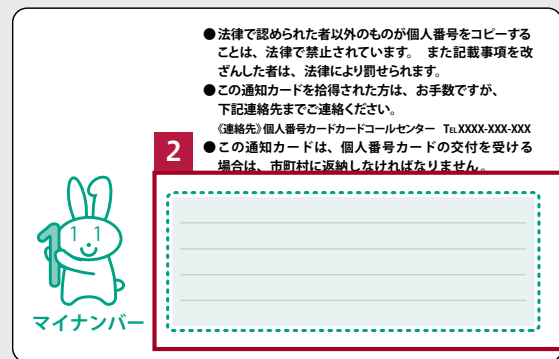 ●法律で認められた者以外のものが個人番号をコピーする
ことは、法律で禁止されています。 また記載事項を改
ざんした者は、法律により罰せられます。
●この通知カードを拾得された方は、お手数ですが、
下記連絡先までご連絡ください。
《連絡先》個人番号カードカードコールセンター TEL XXXX-XXX-XXX
●この通知カードは、個人番号カードの交付を受ける
場合は、市町村に返納しなければなりません。
2
1 1
1
マイナンバー